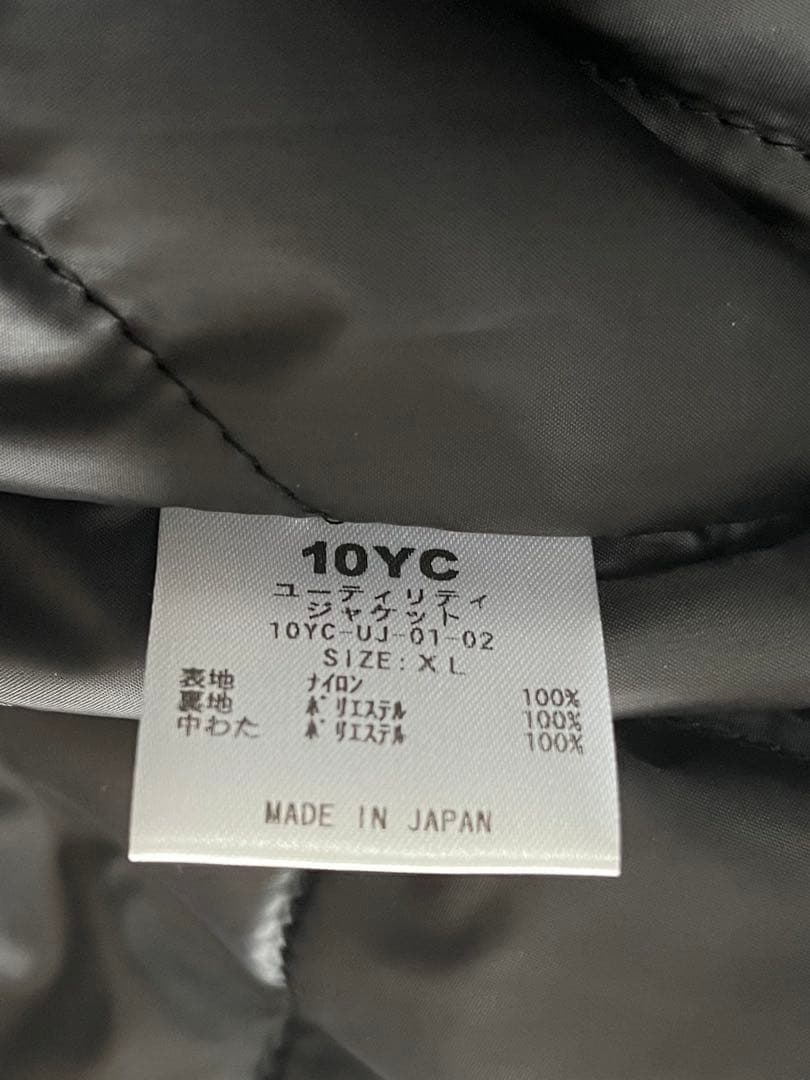 10YC
ユーティリティ
ジャケット
10YC-UJ-01-02
SIZE: XL
表地 ナイロン 100%
裏地 ポリエステル 100%
中わた ポリエステル 100%
MADE IN JAPAN